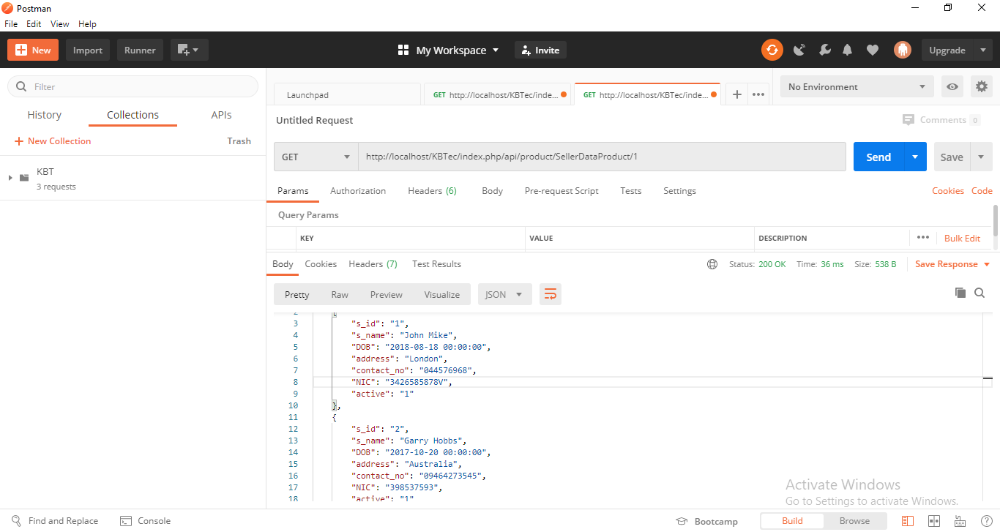 Postman
File Edit View Help
New Import Runner My Workspace Invite Upgrade
Filter
History Collections APIs
New Collection Trash
KBT
3 requests
Launchpad GET http://localhost/KBTec/inde... GET http://localhost/KBTec/inde... No Environment
Untitled Request Comments 0
GET http://localhost/KBTec/index.php/api/product/SellerDataProduct/1 Send Save
Params Authorization Headers (6) Body Pre-request Script Tests Settings Cookies Code
Query Params
KEY VALUE DESCRIPTION Bulk Edit
Body Cookies Headers (7) Test Results Status: 200 OK Time: 36 ms Size: 538 B Save Response
Pretty Raw Preview Visualize JSON
2 {
3 "s_id": "1",
4 "s_name": "John Mike",
5 "DOB": "2018-08-18 00:00:00",
6 "address": "London",
7 "contact_no": "044576968",
8 "NIC": "3426585878V",
9 "active": "1"
10 },
11 {
12 "s_id": "2",
13 "s_name": "Garry Hobbs",
14 "DOB": "2017-10-20 00:00:00",
15 "address": "Australia",
16 "contact_no": "09464273545",
17 "NIC": "398537593",
18 "active": "1"
Activate Windows
Go to Settings to activate Windows.
Find and Replace Console Bootcamp Build Browse